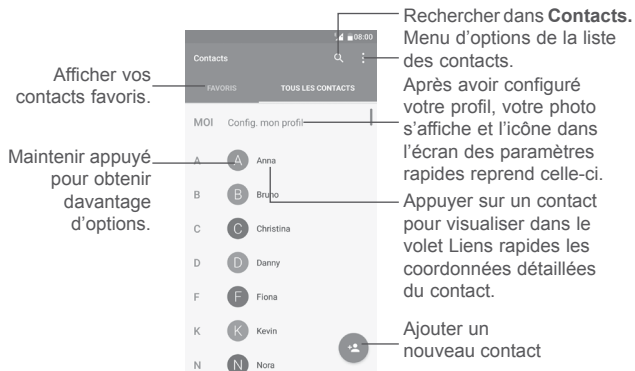 Rechercher dans Contacts.
Menu d'options de la liste
des contacts.
Après avoir configuré
votre profil, votre photo
s'affiche et l'icône dans
l'écran des paramètres
rapides reprend celle-ci.
Appuyer sur un contact
pour visualiser dans le
volet Liens rapides les
coordonnées détaillées
du contact.
Ajouter un
nouveau contact
Afficher vos
contacts favoris.
Maintenir appuyé
pour obtenir
davantage
d'options.
08:00
Contacts
FAVORIS TOUS LES CONTACTS
MOI Config. mon profil
A A Anna
B B Bruno
C C Christina
D D Danny
F F Fiona
K K Kevin
N N Nora